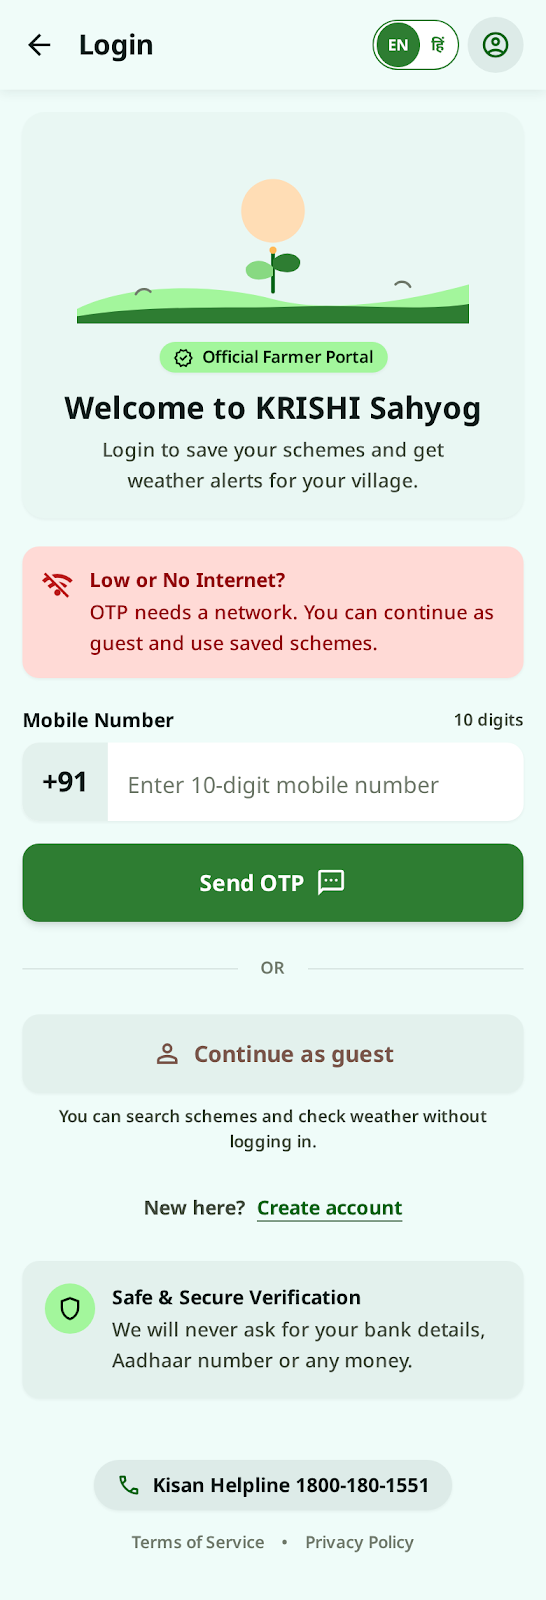 Login
EN
हिं
Official Farmer Portal
Welcome to KRISHI Sahyog
Login to save your schemes and get
weather alerts for your village.
Low or No Internet?
OTP needs a network. You can continue as
guest and use saved schemes.
Mobile Number
10 digits
+91
Enter 10-digit mobile number
Send OTP
OR
Continue as guest
You can search schemes and check weather without
logging in.
New here? Create account
Safe & Secure Verification
We will never ask for your bank details,
Aadhaar number or any money.
Kisan Helpline 1800-180-1551
Terms of Service • Privacy Policy